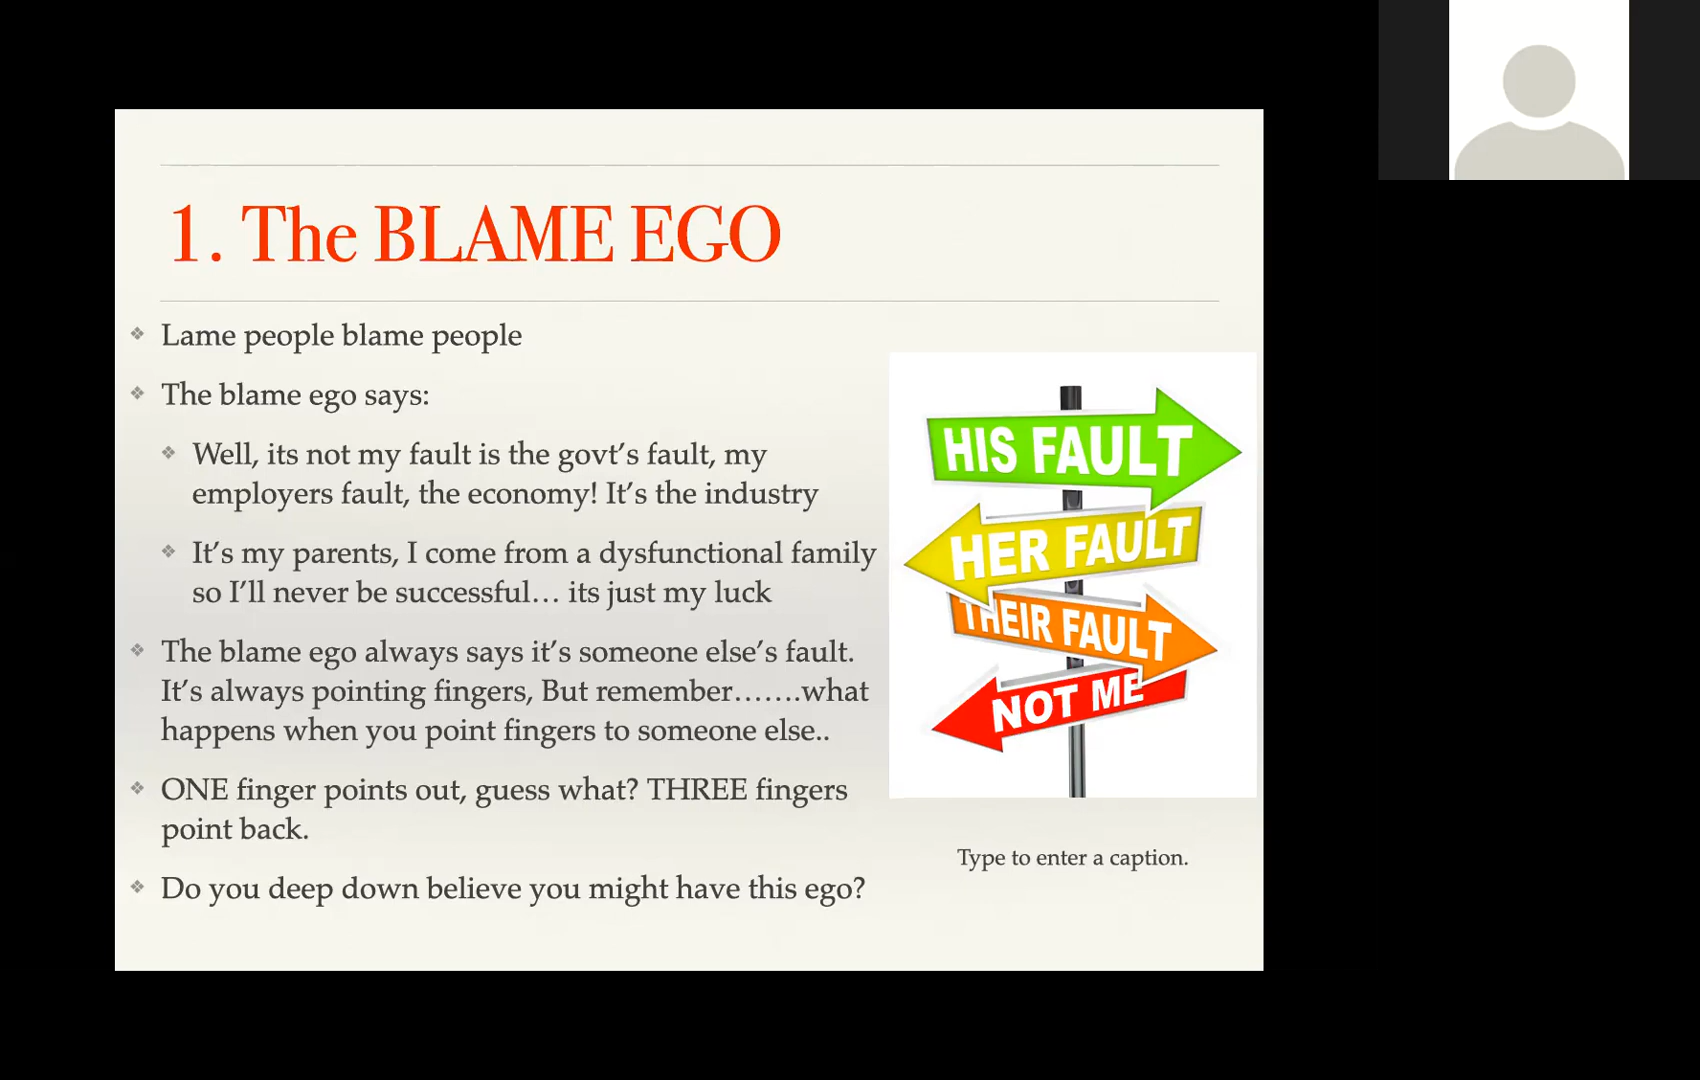 1. The BLAME EGO
Lame people blame people
The blame ego says:
Well, its not my fault is the govt’s fault, my
employers fault, the economy! It’s the industry
It’s my parents, I come from a dysfunctional family
so I’ll never be successful… its just my luck
The blame ego always says it’s someone else’s fault.
It’s always pointing fingers, But remember…….what
happens when you point fingers to someone else..
ONE finger points out, guess what? THREE fingers
point back.
Do you deep down believe you might have this ego?
HIS FAULT
HER FAULT
THEIR FAULT
NOT ME
Type to enter a caption.